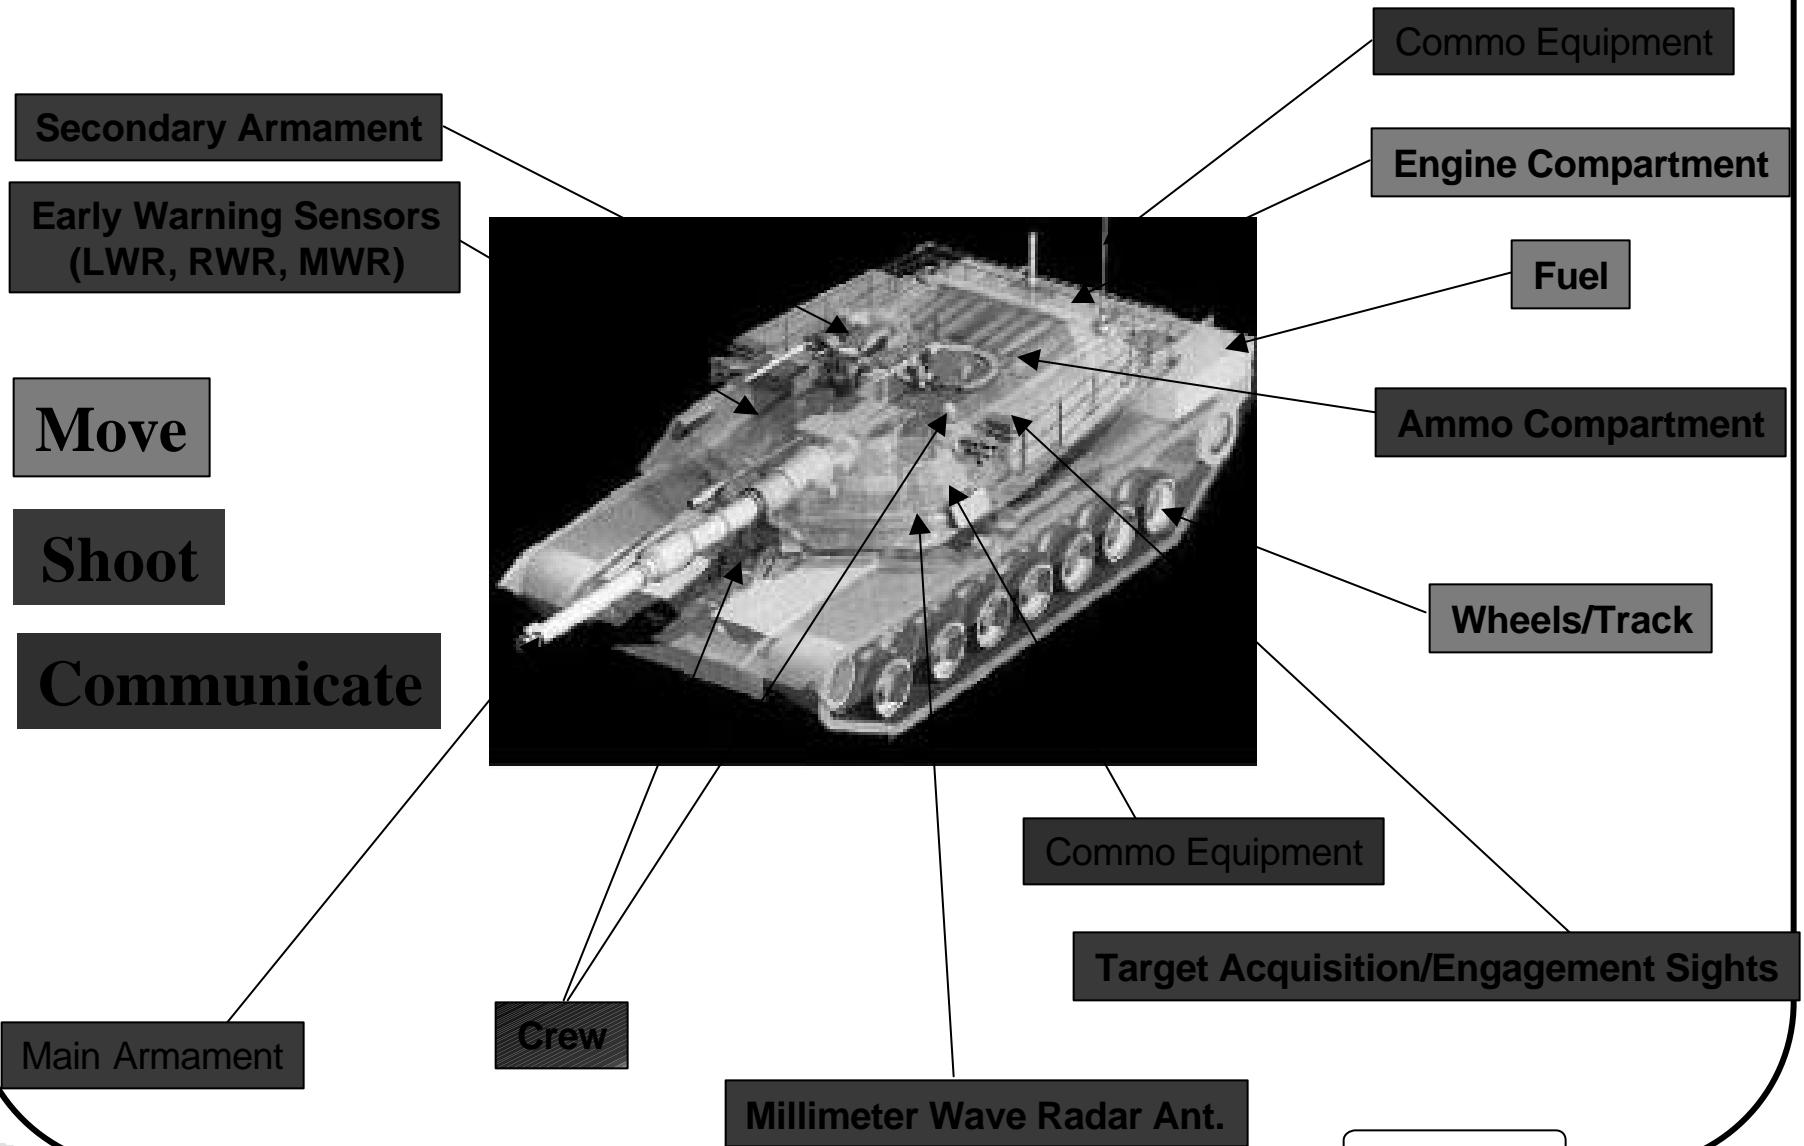 Commo Equipment
Secondary Armament
Engine Compartment
Early Warning Sensors
(LWR, RWR, MWR)
Fuel
Move
Ammo Compartment
Shoot
Wheels/Track
Communicate
Commo Equipment
Target Acquisition/Engagement Sights
Crew
Main Armament
Millimeter Wave Radar Ant.